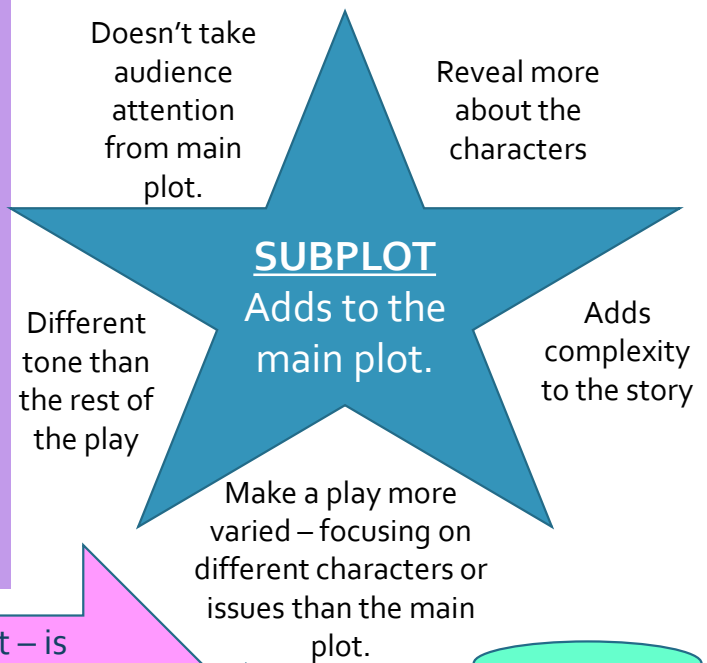 Doesn't take
audience
attention
from main
plot.
Reveal more
about the
characters
SUBPLOT
Adds to the
main plot.
Different
tone than
the rest of
the play
Adds
complexity
to the story
Make a play more
varied – focusing on
different characters or
issues than the main
plot.
t – is